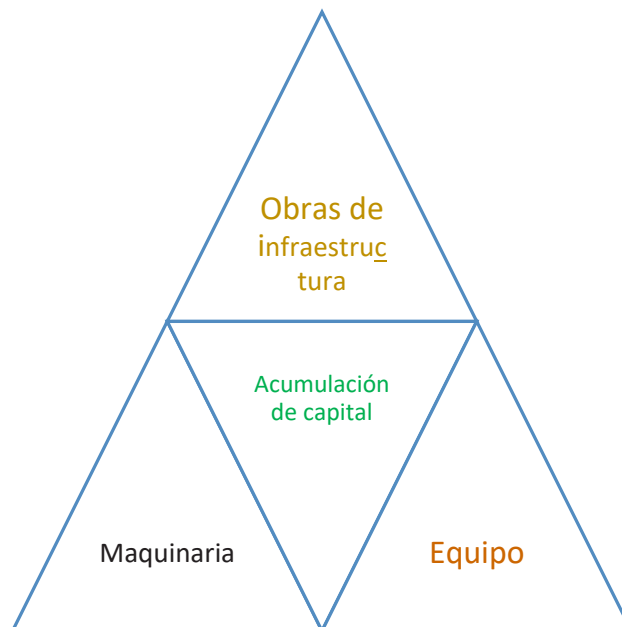 Obras de
infraestruc
tura
Acumulación
de capital
Maquinaria
Equipo